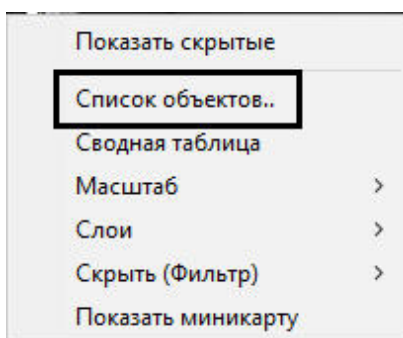 Показать скрытые
Список объектов..
Сводная таблица
Масштаб
Слои
Скрыть (Фильтр)
Показать миникарту